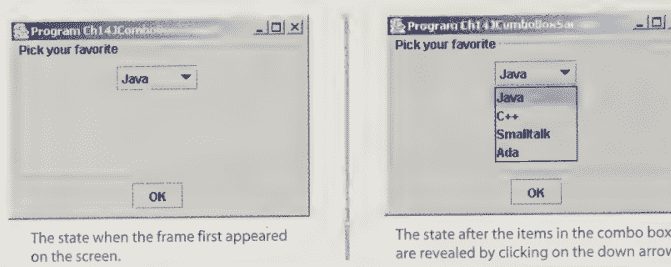 Program Ch14JCombo
Pick your favorite
Java
OK
The state when the frame first appeared
on the screen.
Program Ch14JComboBoxSa
Pick your favorite
Java
Java
C++
Smalltalk
Ada
OK
The state after the items in the combo box
are revealed by clicking on the down arrow